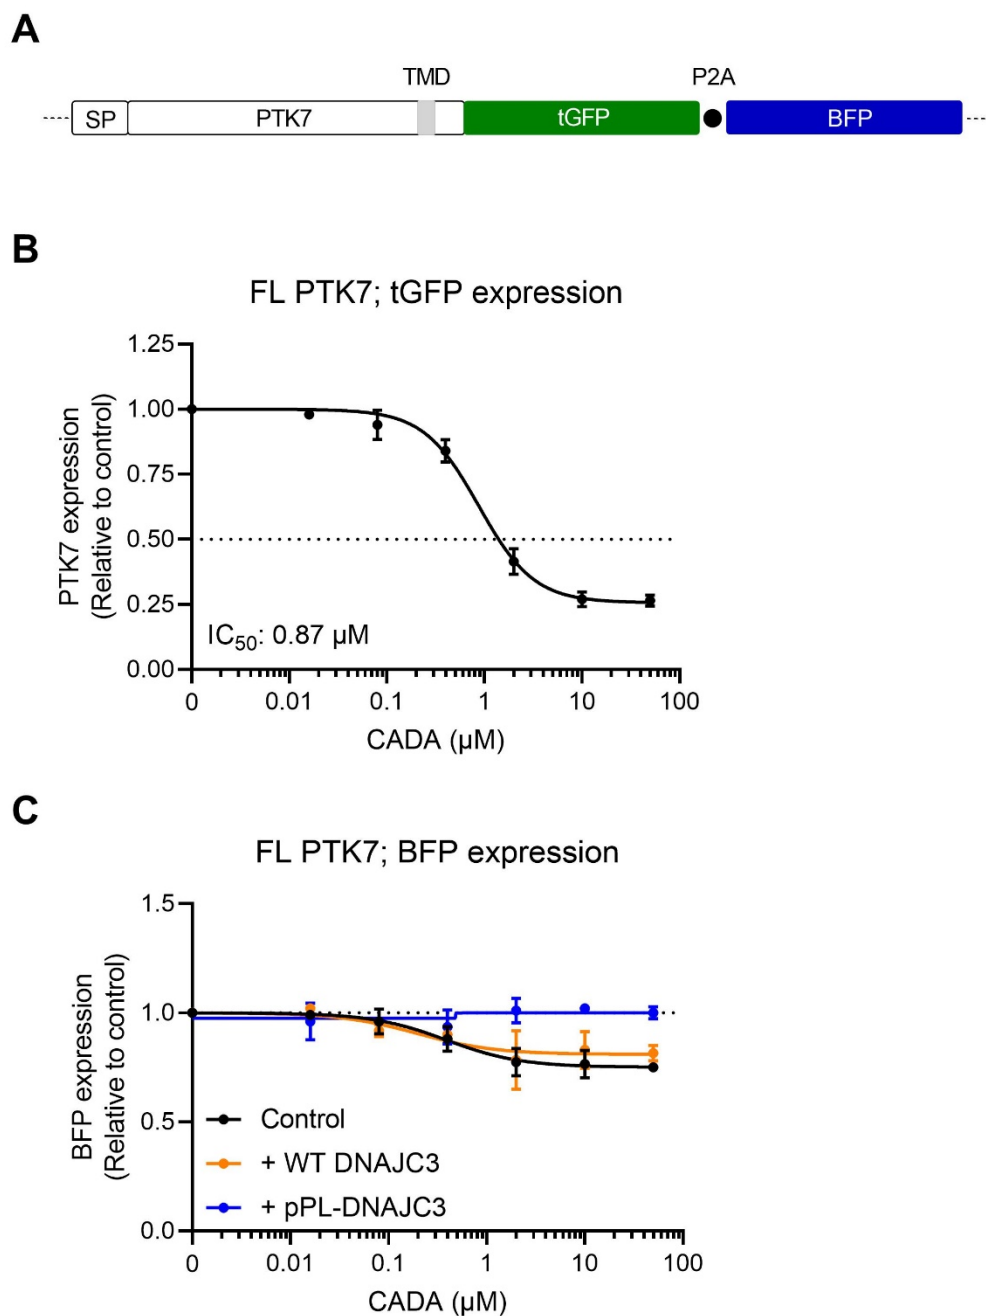 A
TMD
P2A
SP
PTK7
tGFP
BFP
B
FL PTK7; tGFP expression
PTK7 expression
(Relative to control)
1.25
1.00
0.75
0.50
0.25
0.00
IC50: 0.87 µM
0
0.01
0.1
1
10
100
CADA (µM)
C
FL PTK7; BFP expression
BFP expression
(Relative to control)
1.5
1.0
0.5
0.0
Control
+ WT DNAJC3
+ pPL-DNAJC3
0
0.01
0.1
1
10
100
CADA (µM)